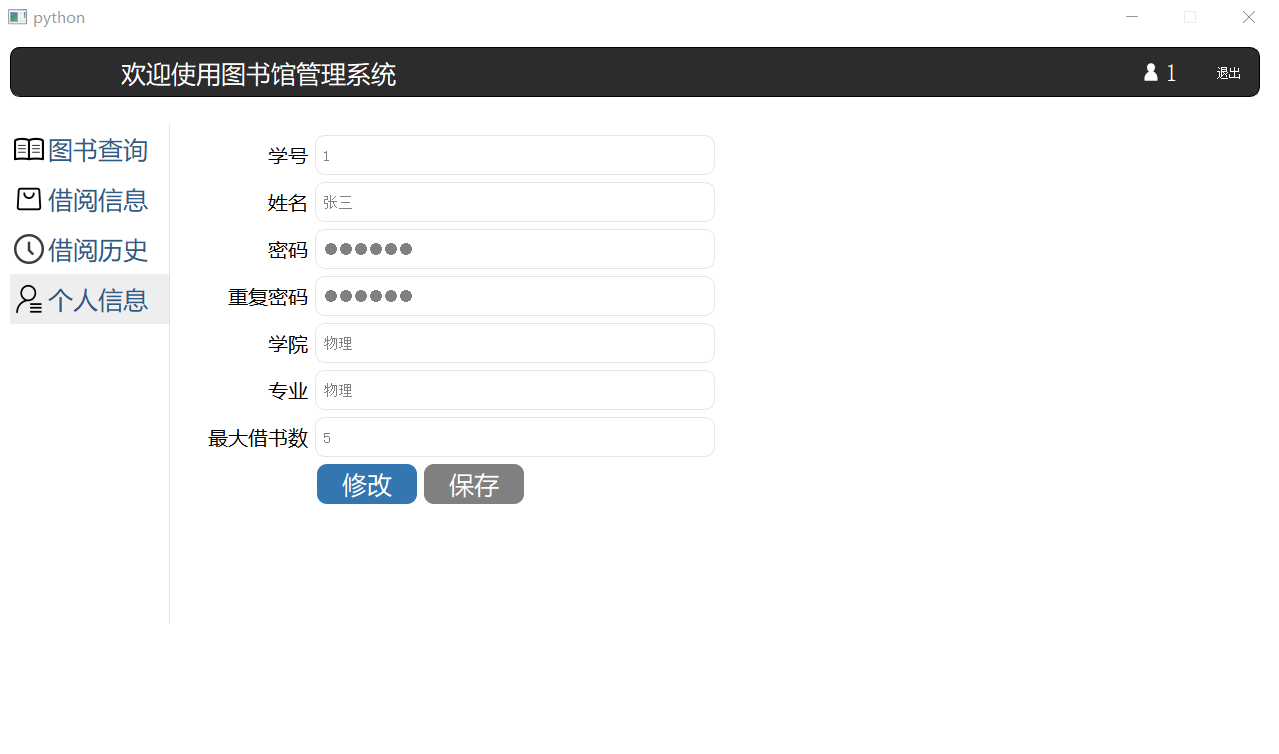 python
欢迎使用图书馆管理系统 1 退出
图书查询
借阅信息
借阅历史
个人信息
学号 1
姓名 张三
密码 ●●●●●●
重复密码 ●●●●●●
学院 物理
专业 物理
最大借书数 5
修改 保存